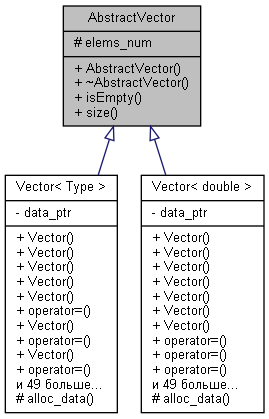 AbstractVector
# elems_num
+ AbstractVector()
+ ~AbstractVector()
+ isEmpty()
+ size()
Vector< Type >
- data_ptr
+ Vector()
+ Vector()
+ Vector()
+ Vector()
+ Vector()
+ operator=()
+ Vector()
+ operator=()
+ Vector()
+ operator=()
и 49 больше...
# alloc_data()
Vector< double >
- data_ptr
+ Vector()
+ Vector()
+ Vector()
+ Vector()
+ Vector()
+ Vector()
+ Vector()
+ operator=()
+ operator=()
+ operator=()
и 49 больше...
# alloc_data()